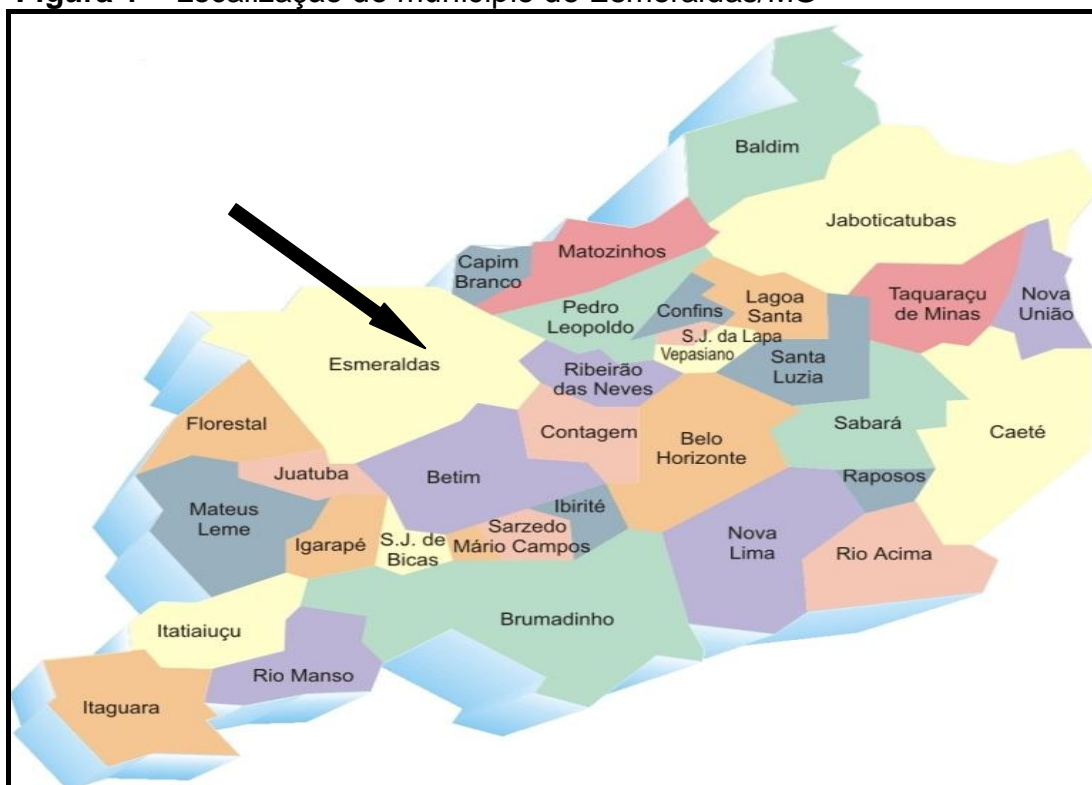 Baldim
Jaboticatubas
Matozinhos
Capim
Branco
Pedro
Leopoldo
Confins
Lagoa
Santa
Taquaraçu
de Minas
Nova
União
S.J. da Lapa
Vepasiano
Santa
Luzia
Esmeraldas
Ribeirão
das Neves
Florestal
Contagem
Belo
Horizonte
Sabará
Caeté
Juatuba
Betim
Raposos
Mateus
Leme
Igarapé
S.J. de
Bicas
Ibirité
Sarzedo
Mário Campos
Nova
Lima
Rio Acima
Itatiaiuçu
Brumadinho
Rio Manso
Itaguara